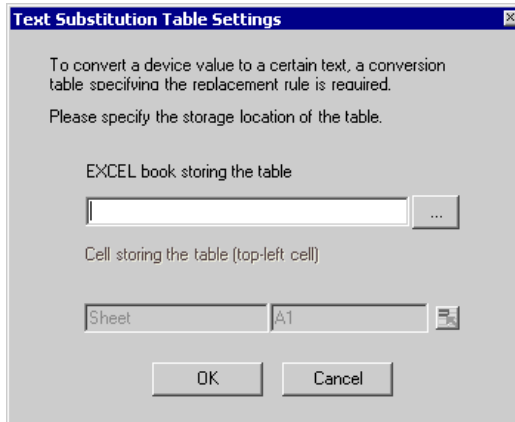 Text Substitution Table Settings
To convert a device value to a certain text, a conversion
table specifying the replacement rule is required.
Please specify the storage location of the table.
EXCEL book storing the table
...
Cell storing the table (top-left cell)
Sheet A1
OK Cancel